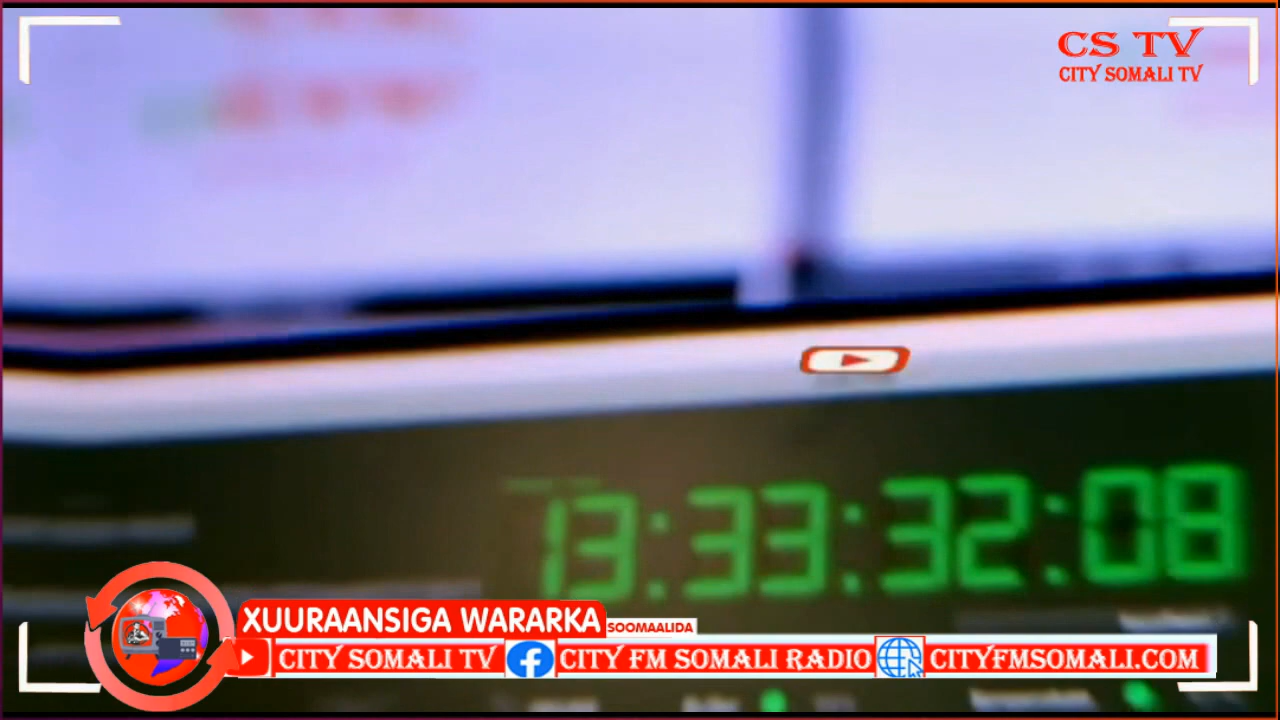 CS TV
CITY SOMALI TV
13:33:32:08
XUURAANSIGA WARARKA
SOOMAALIDA
CITY SOMALI TV
CITY FM SOMALI RADIO
CITYFMSOMALI.COM